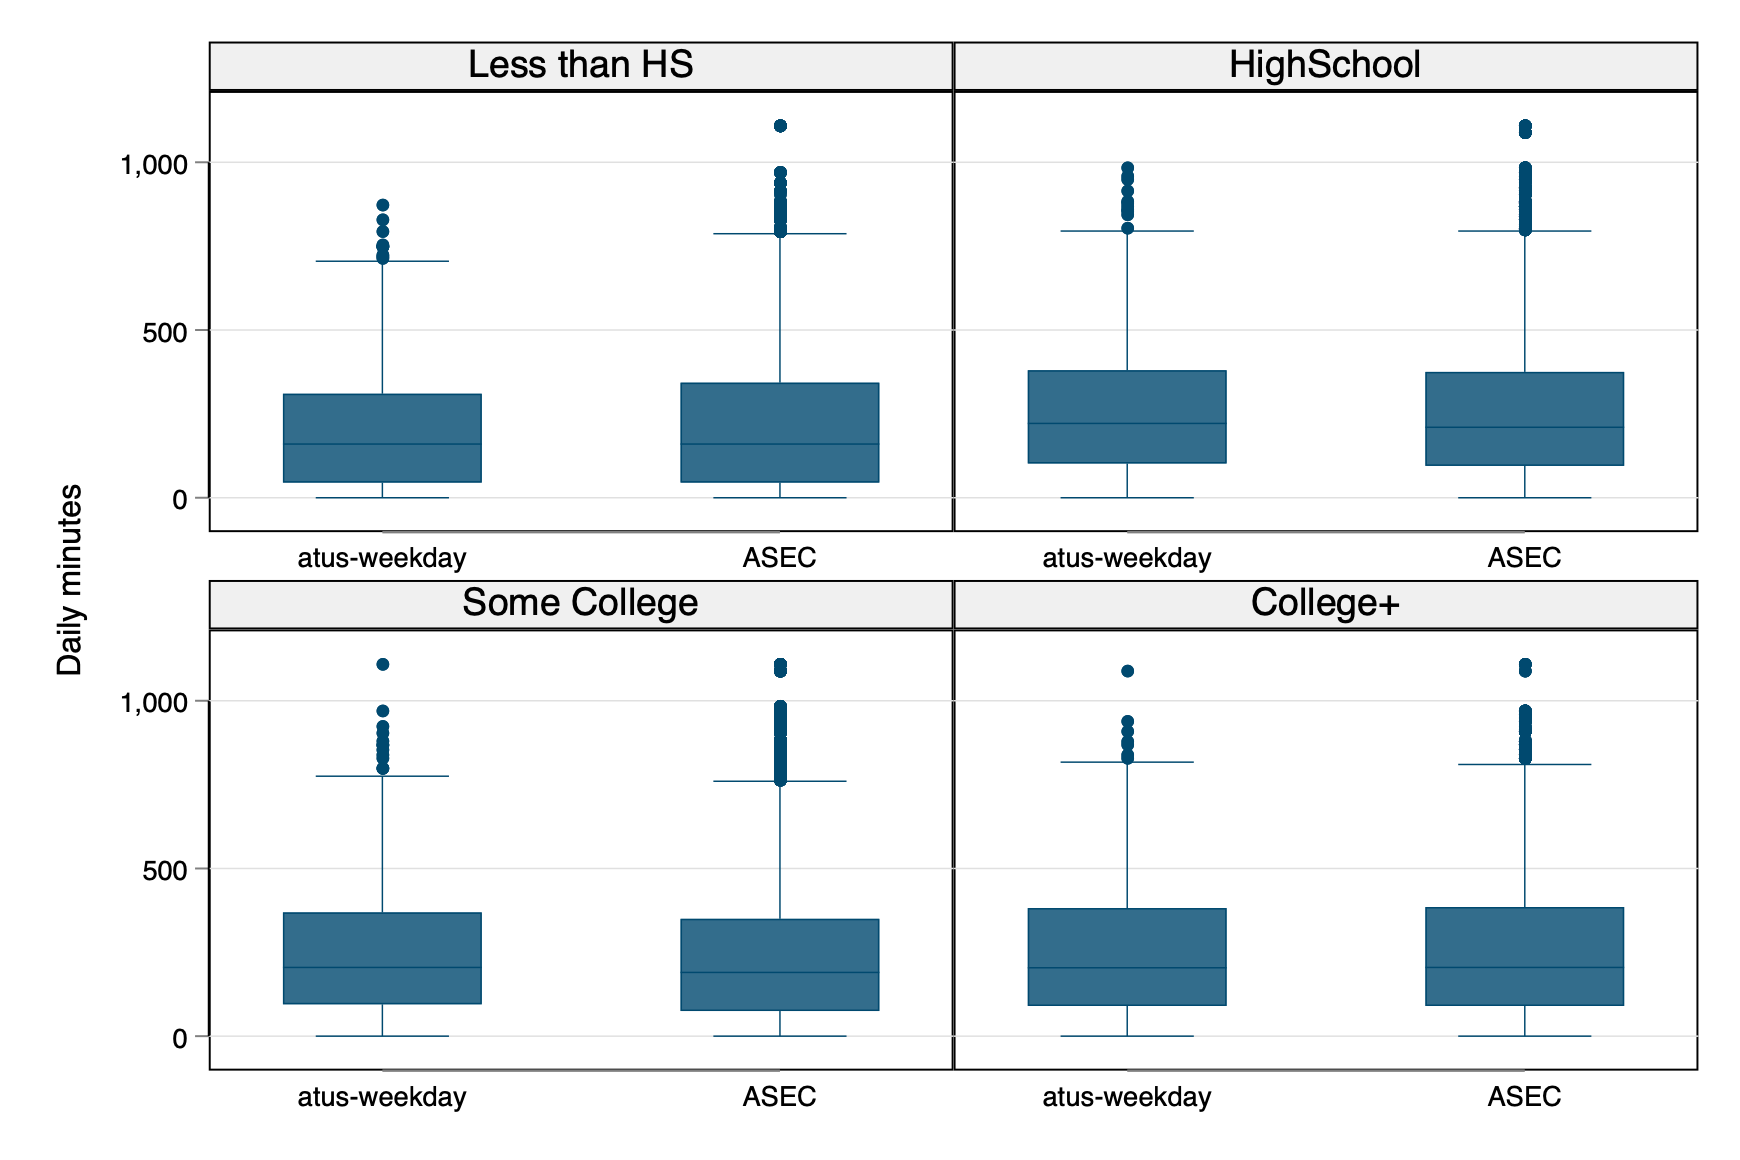 Less than HS
HighSchool
1,000
500
0
atus-weekday
ASEC
atus-weekday
ASEC
Daily minutes
Some College
College+
1,000
500
0
atus-weekday
ASEC
atus-weekday
ASEC